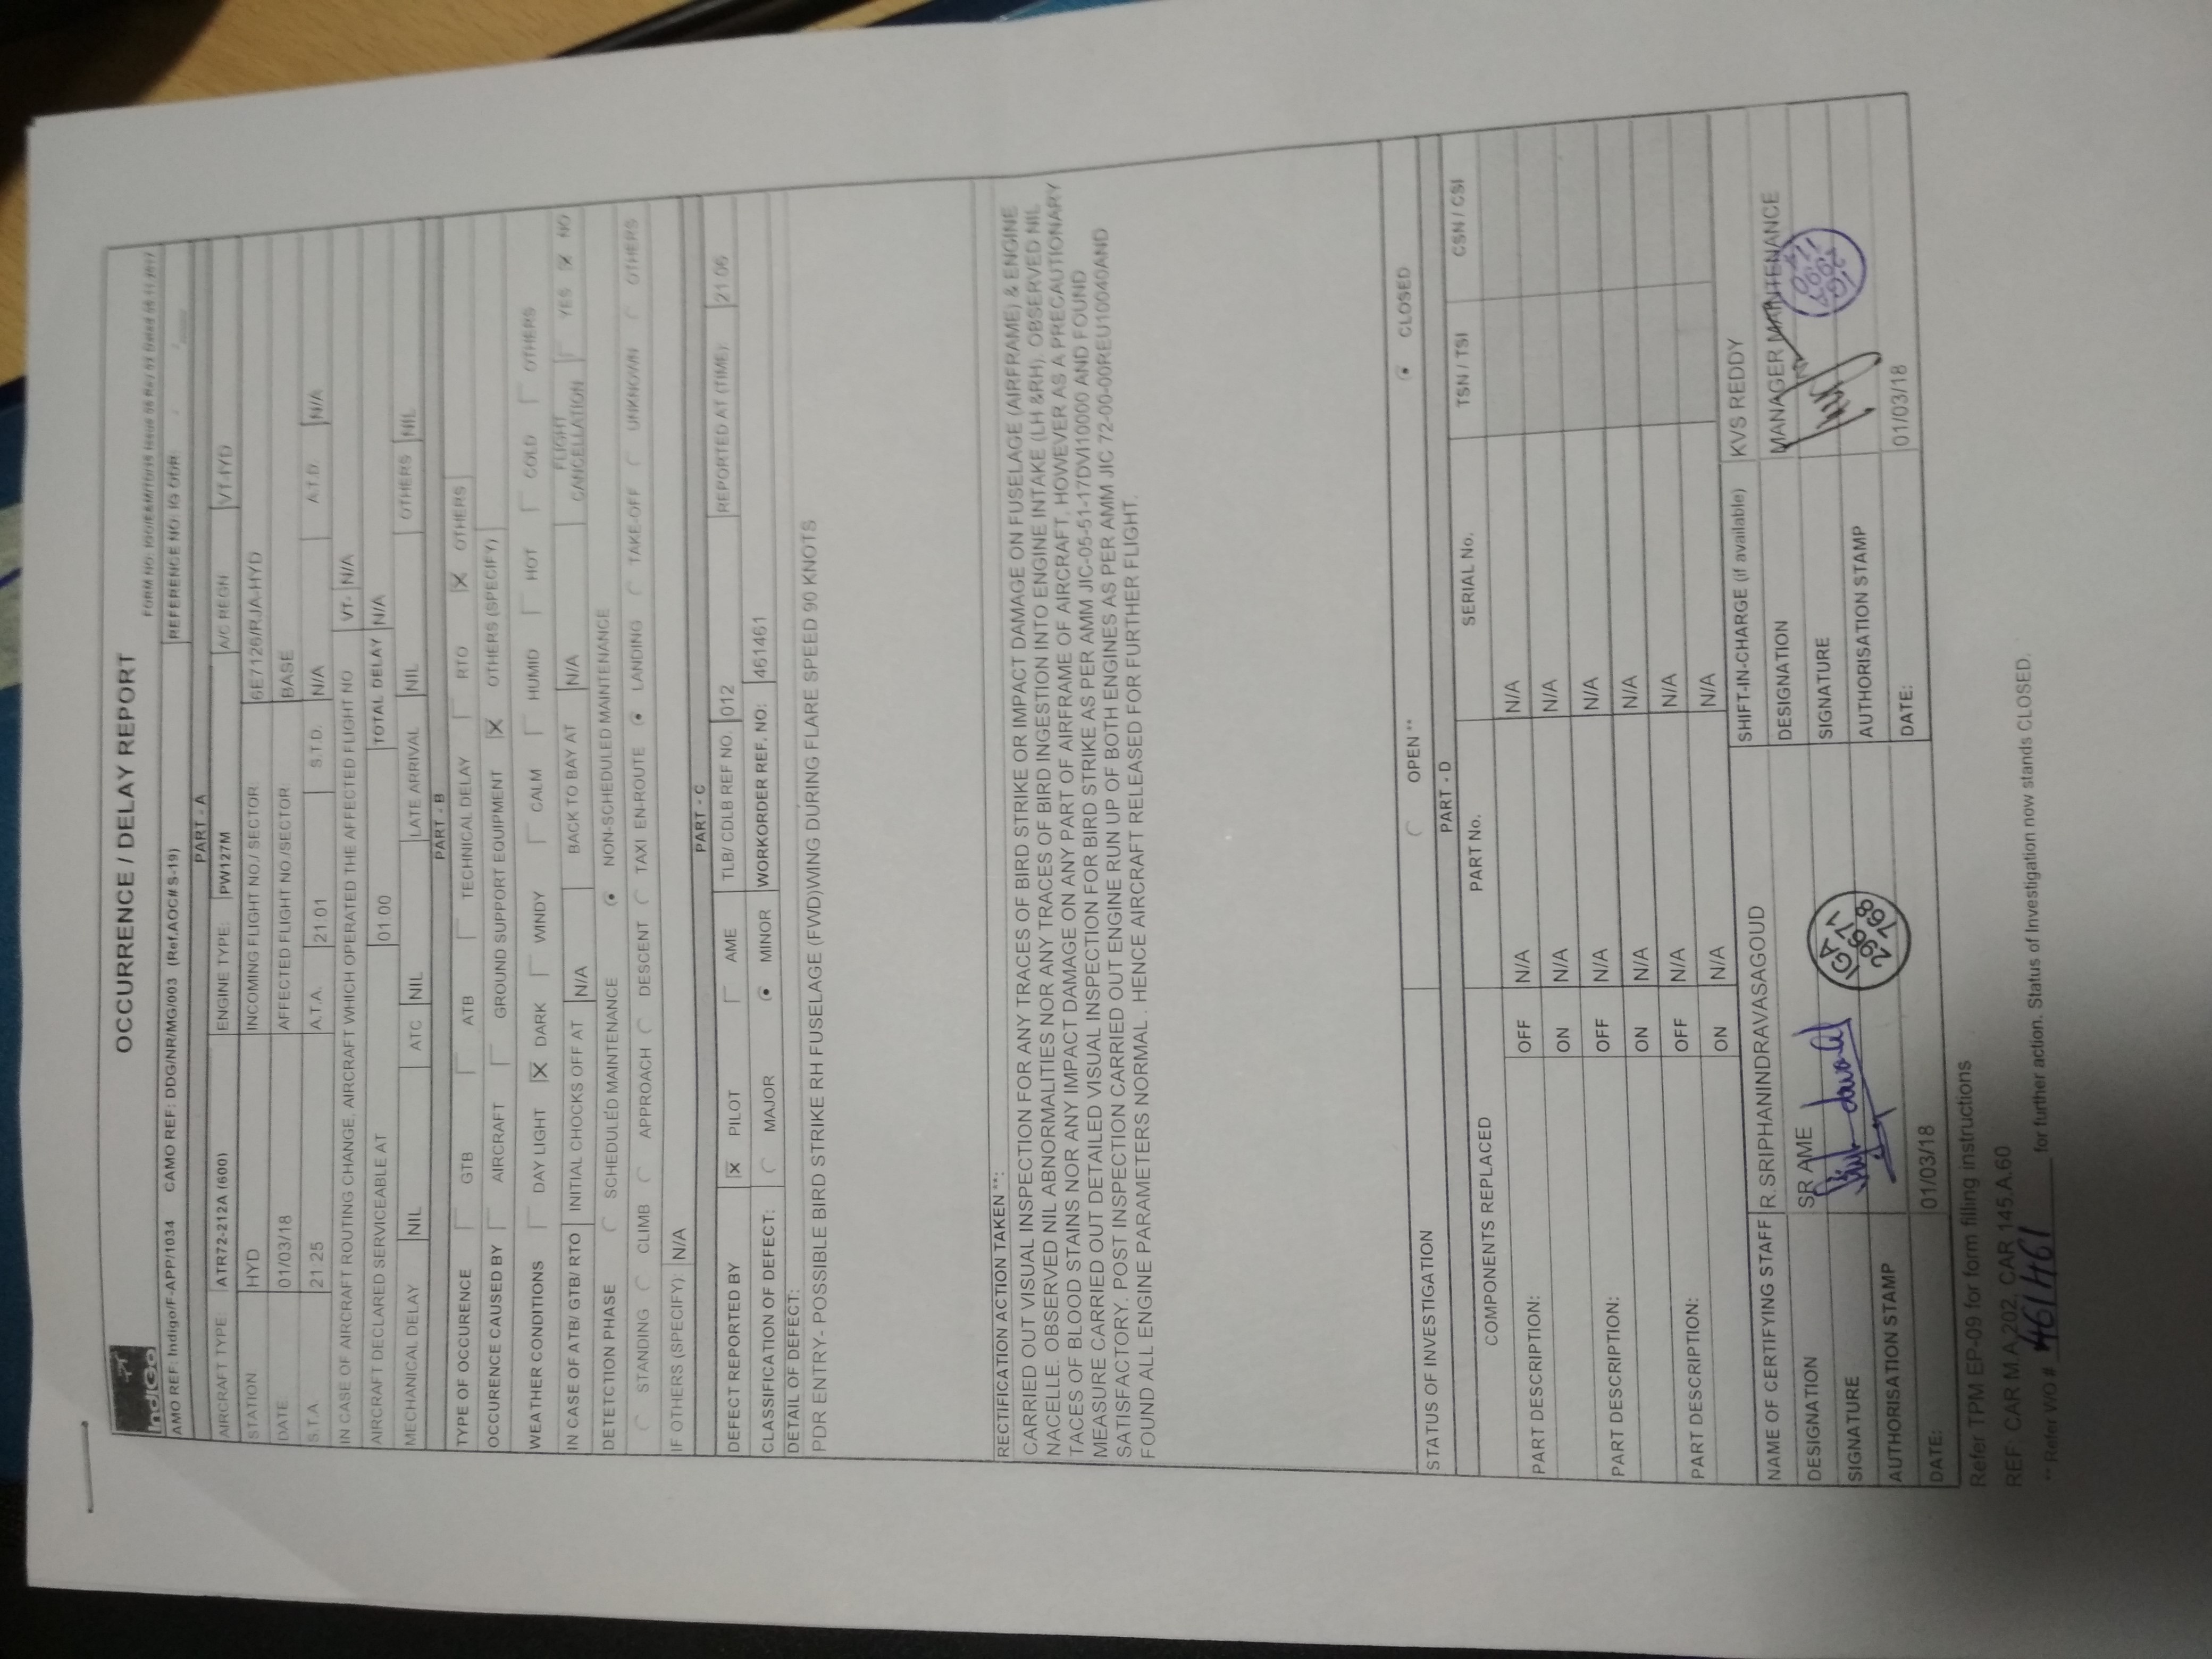 IndiGo
OCCURRENCE / DELAY REPORT
AMO REF: Indigo/F-APP/1034 CAMO REF: DDG/NR/MG/003 (Ref.AOC# S-19) REFERENCE NO: IG ODR:
PART - A
AIRCRAFT TYPE: ATR72-212A (600) ENGINE TYPE: PW127M A/C REGN VT-HYD
STATION HYD INCOMING FLIGHT NO./ SECTOR: 6E7126/RJA-HYD
DATE: 01/03/18 AFFECTED FLIGHT NO./SECTOR: BASE
S.T.A. 21:25 A.T.A. 21:01 S.T.D. N/A A.T.D. N/A
IN CASE OF AIRCRAFT ROUTING CHANGE, AIRCRAFT WHICH OPERATED THE AFFECTED FLIGHT NO VT- N/A
AIRCRAFT DECLARED SERVICEABLE AT 01:00 TOTAL DELAY N/A
MECHANICAL DELAY NIL ATC NIL LATE ARRIVAL NIL OTHERS NIL
PART - B
TYPE OF OCCURENCE GTB ATB TECHNICAL DELAY RTO X OTHERS
OCCURENCE CAUSED BY AIRCRAFT GROUND SUPPORT EQUIPMENT X OTHERS (SPECIFY)
WEATHER CONDITIONS DAY LIGHT X DARK WINDY CALM HUMID HOT COLD OTHERS
IN CASE OF ATB/ GTB/ RTO INITIAL CHOCKS OFF AT N/A BACK TO BAY AT N/A FLIGHT CANCELLATION YES X NO
DETECTION PHASE SCHEDULED MAINTENANCE NON-SCHEDULED MAINTENANCE
STANDING CLIMB APPROACH DESCENT TAXI EN-ROUTE LANDING TAKE-OFF UNKNOWN OTHERS
IF OTHERS (SPECIFY): N/A
PART - C
DEFECT REPORTED BY X PILOT AME TLB/ CDLB REF NO. 012 REPORTED AT (TIME) 21:05
CLASSIFICATION OF DEFECT: MAJOR MINOR WORKORDER REF. NO: 461461
DETAIL OF DEFECT:
PDR ENTRY- POSSIBLE BIRD STRIKE RH FUSELAGE (FWD)WING DURING FLARE SPEED 90 KNOTS
RECTIFICATION ACTION TAKEN **:
CARRIED OUT VISUAL INSPECTION FOR ANY TRACES OF BIRD STRIKE OR IMPACT DAMAGE ON FUSELAGE (AIRFRAME) & ENGINE
NACELLE. OBSERVED NIL ABNORMALITIES NOR ANY TRACES OF BIRD INGESTION INTO ENGINE INTAKE (LH &RH). OBSERVED NIL
TACES OF BLOOD STAINS NOR ANY IMPACT DAMAGE ON ANY PART OF AIRFRAME OF AIRCRAFT. HOWEVER AS A PRECAUTIONARY
MEASURE CARRIED OUT DETAILED VISUAL INSPECTION FOR BIRD STRIKE AS PER AMM JIC-05-51-17DVI10000 AND FOUND
SATISFACTORY. POST INSPECTION CARRIED OUT ENGINE RUN UP OF BOTH ENGINES AS PER AMM JIC 72-00-00REU10040AND
FOUND ALL ENGINE PARAMETERS NORMAL . HENCE AIRCRAFT RELEASED FOR FURTHER FLIGHT.
STATUS OF INVESTIGATION OPEN ** CLOSED
PART - D
COMPONENTS REPLACED PART No. SERIAL No. TSN / TSI CSN / CSI
PART DESCRIPTION: OFF N/A N/A
ON N/A N/A
PART DESCRIPTION: OFF N/A N/A
ON N/A N/A
PART DESCRIPTION: OFF N/A N/A
ON N/A N/A
NAME OF CERTIFYING STAFF R.SRIPHANINDRAVASAGOUD SHIFT-IN-CHARGE (if available) KVS REDDY
DESIGNATION SR AME DESIGNATION MANAGER MAINTENANCE
SIGNATURE SIGNATURE
AUTHORISATION STAMP IGA 1 2967 768 AUTHORISATION STAMP
DATE: 01/03/18 DATE: 01/03/18
Refer TPM EP-09 for form filling instructions
REF: CAR M.A.202, CAR 145.A.60
** Refer W/O # 461461 for further action. Status of Investigation now stands CLOSED.